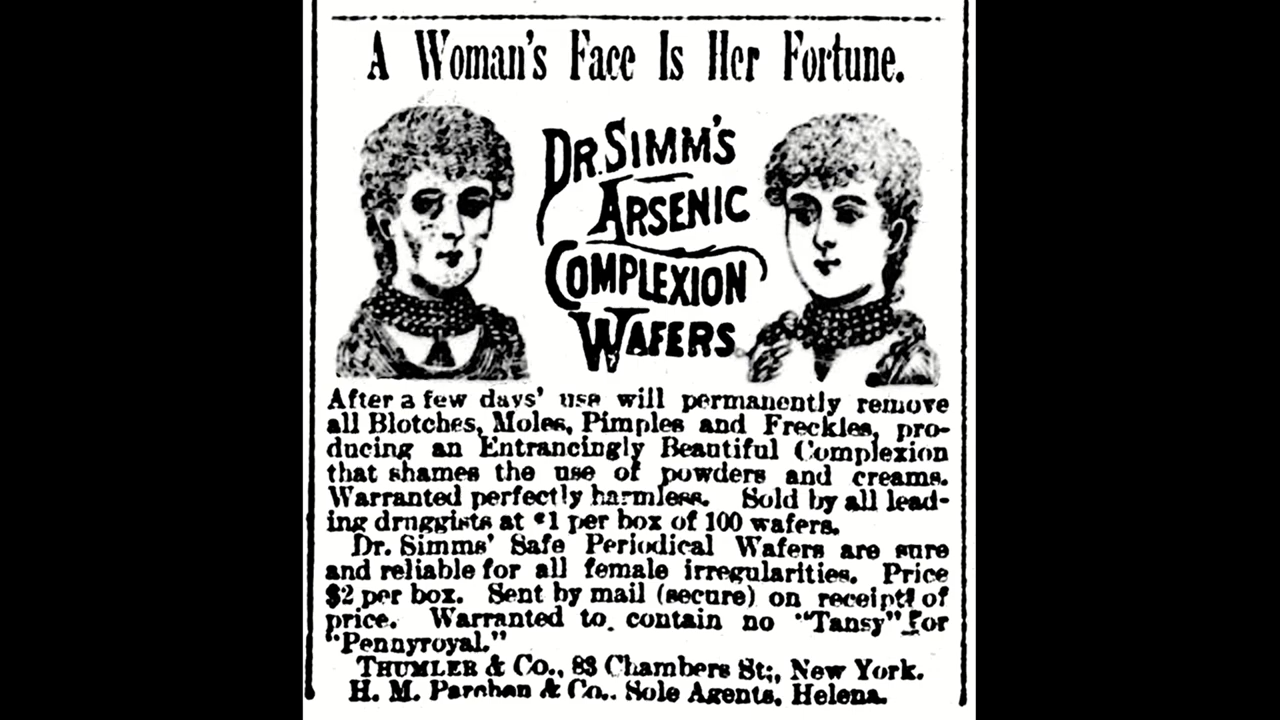 A Woman's Face Is Her Fortune.
DR. SIMM'S
ARSENIC
COMPLEXION
WAFERS
After a few days' use will permanently remove
all Blotches, Moles, Pimples and Freckles, pro-
ducing an Entrancingly Beautiful Complexion
that shames the use of powders and creams.
Warranted perfectly harmless. Sold by all lead-
ing druggists at $1 per box of 100 wafers.
Dr. Simms' Safe Periodical Wafers are sure
and reliable for all female irregularities. Price
$2 per box. Sent by mail (secure) on receipt of
price. Warranted to contain no "Tansy" or
"Pennyroyal."
THUMLER & Co., 83 Chambers St., New York.
H. M. & Co., Sole Agents, Helena.